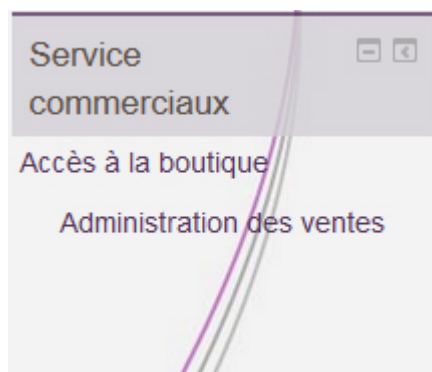 Service
commerciaux
Accès à la boutique
Administration des ventes